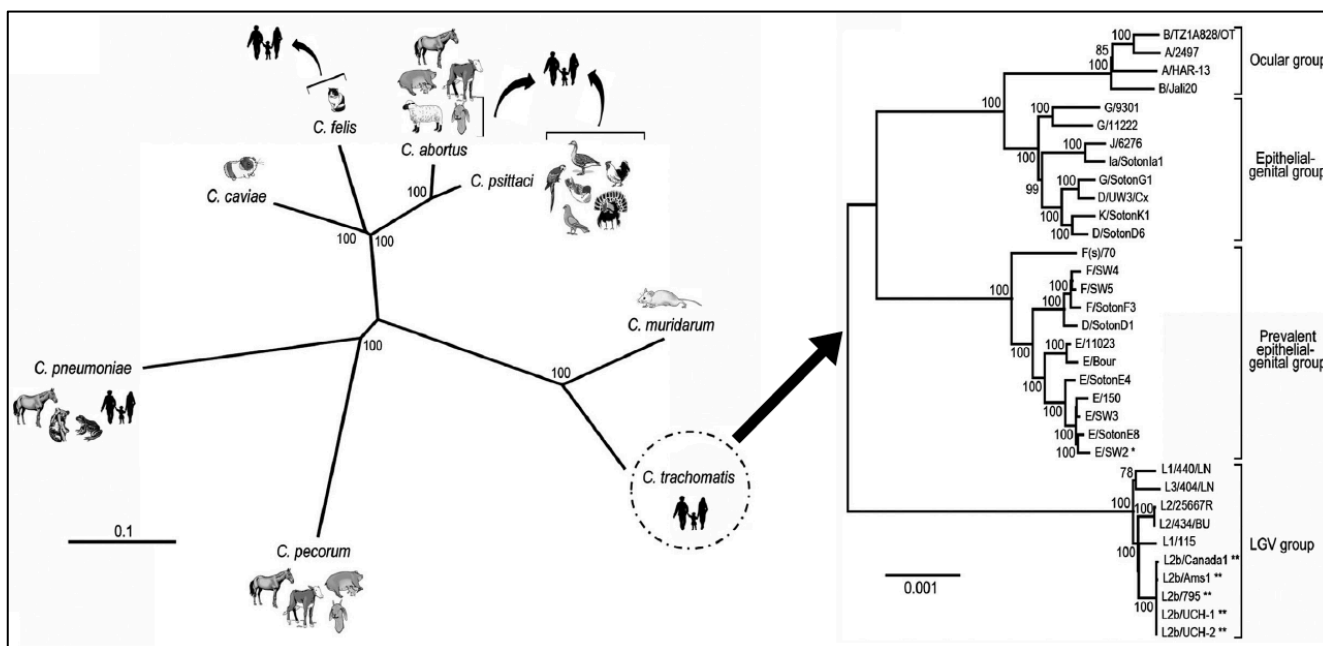 C. felis
C. abortus
C. caviae
C. psittaci
100
100
100
C. muridarum
C. pneumoniae
100
100
C. trachomatis
0.1
C. pecorum
100
B/TZ1A828/OT
85
A/2497
100
A/HAR-13
B/Jali20
Ocular group
100
G/9301
100
G/11222
100
J/6276
100
Ia/SotonIa1
100
G/SotonG1
99
D/UW3/Cx
100
K/SotonK1
100
D/SotonD6
Epithelial-
genital group
F(s)/70
100
F/SW4
F/SW5
100
F/SotonF3
D/SotonD1
100
E/11023
100
E/Bour
100
E/SotonE4
E/150
100
E/SW3
E/SotonE8
100
E/SW2 *
Prevalent
epithelial-
genital group
78
L1/440/LN
L3/404/LN
100
L2/25667R
100
L2/434/BU
L1/115
100
L2b/Canada1 **
L2b/Ams1 **
L2b/795 **
100
L2b/UCH-1 **
L2b/UCH-2 **
LGV group
0.001